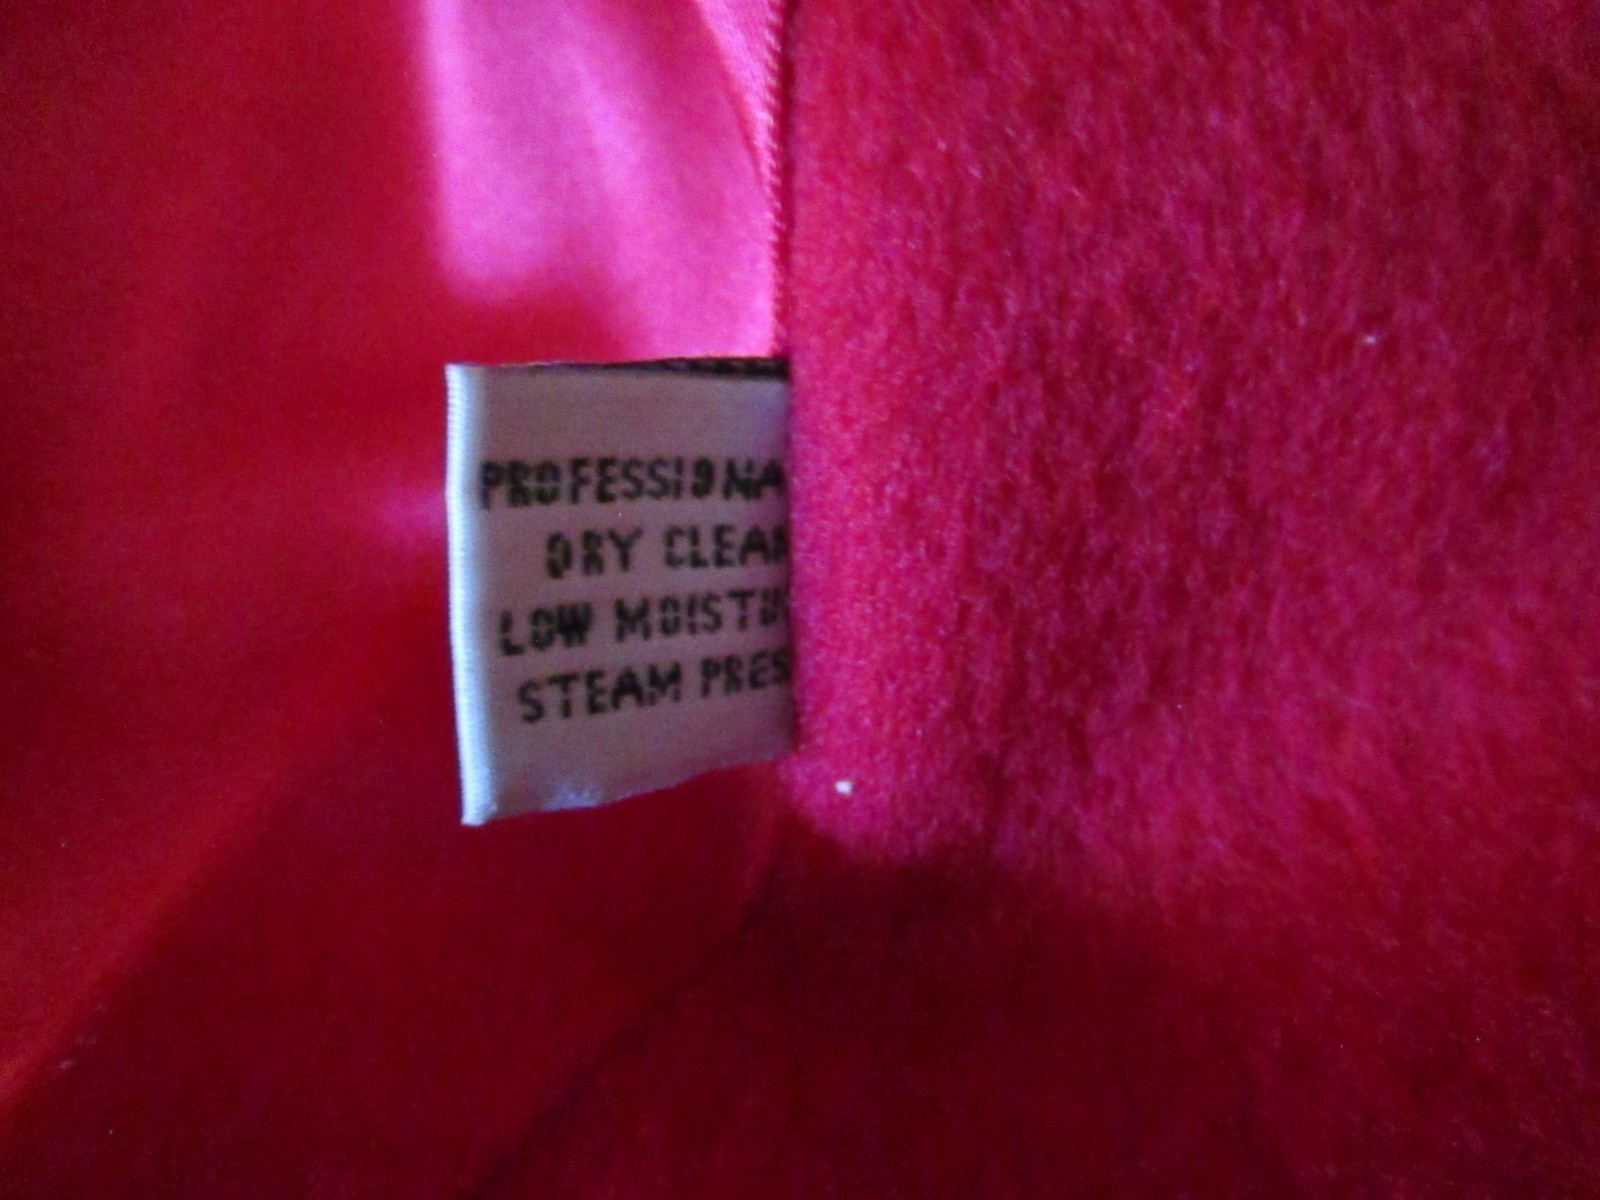 PROFESSIONA
DRY CLEAN
LOW MOISTU
STEAM PRES